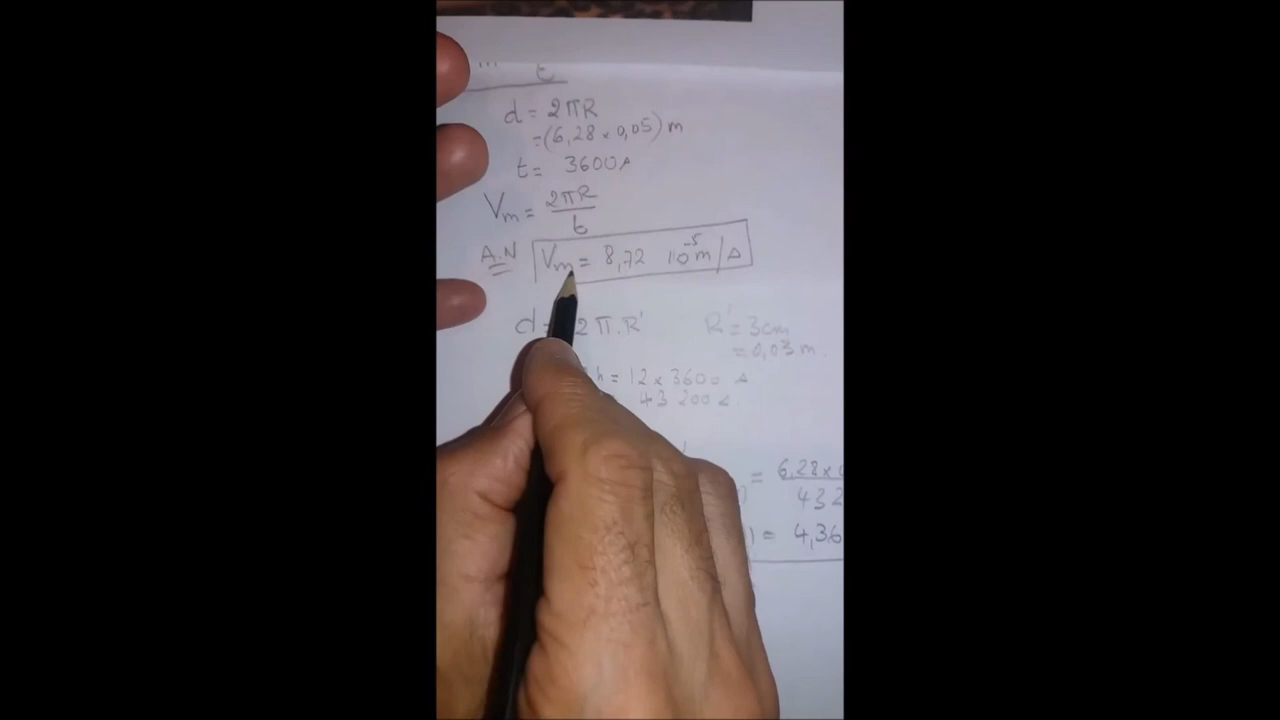 t
d = 2πR
= (6,28 × 0,05) m
t = 3600 s
Vm = 2πR / t
A.N Vm = 8,72 10⁻⁵ m/s
d = 2π.R' R' = 3cm
= 0,03 m.
h = 12 × 3600 s
43 200 s.
= 6,28 ×
432
) = 4,36